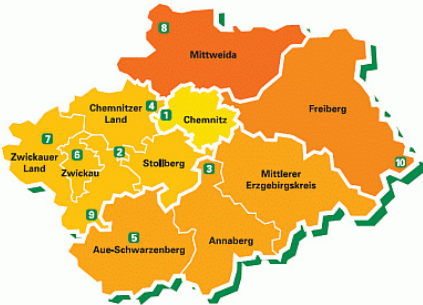 8
Mittweida
Chemnitzer
Land
4
1
Chemnitz
Freiberg
7
Zwickauer
Land
6
Zwickau
2
Stollberg
3
Mittlerer
Erzgebirgskreis
10
9
5
Aue-Schwarzenberg
Annaberg